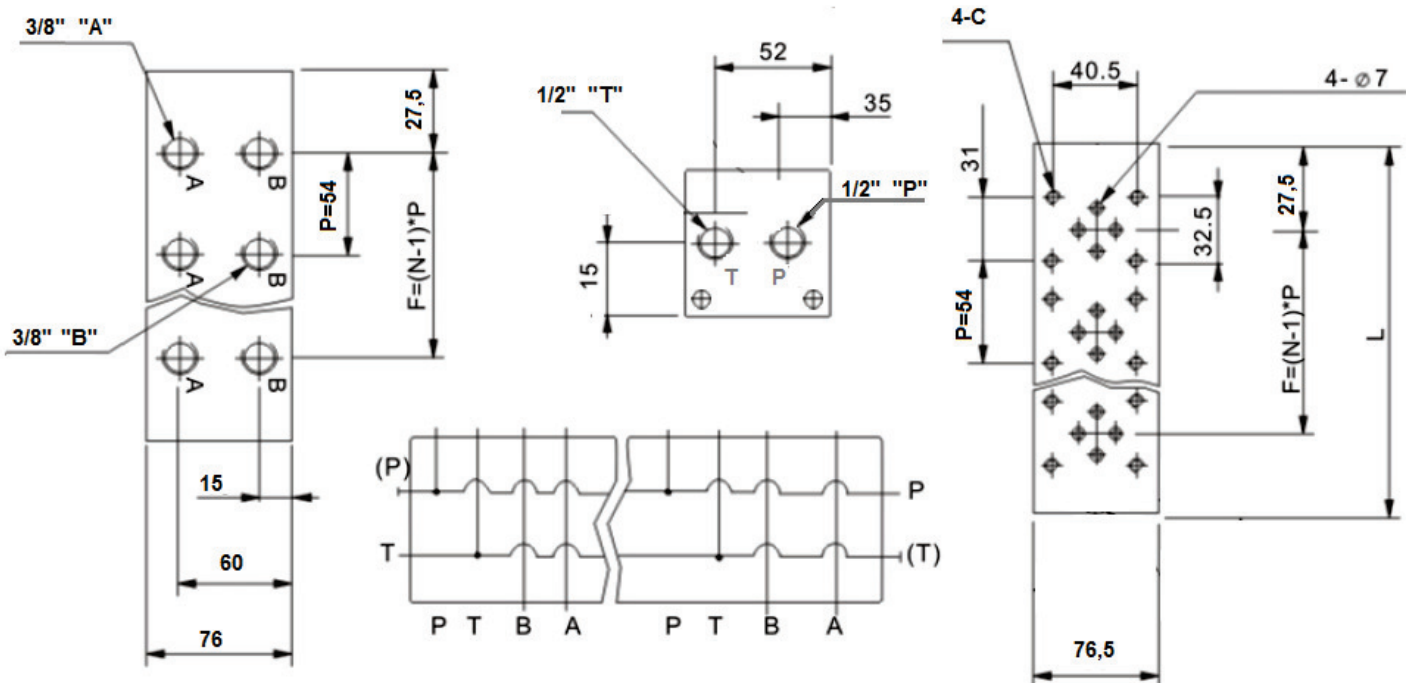 3/8" "A"
27,5
A
B
P=54
A
B
F=(N-1)*P
3/8" "B"
A
B
15
60
76
52
35
1/2" "T"
1/2" "P"
15
T P
(P)
P
T
(T)
P T B A
P T B A
4-C
40.5
4- ⌀ 7
31
27,5
32.5
P=54
F=(N-1)*P
L
76,5